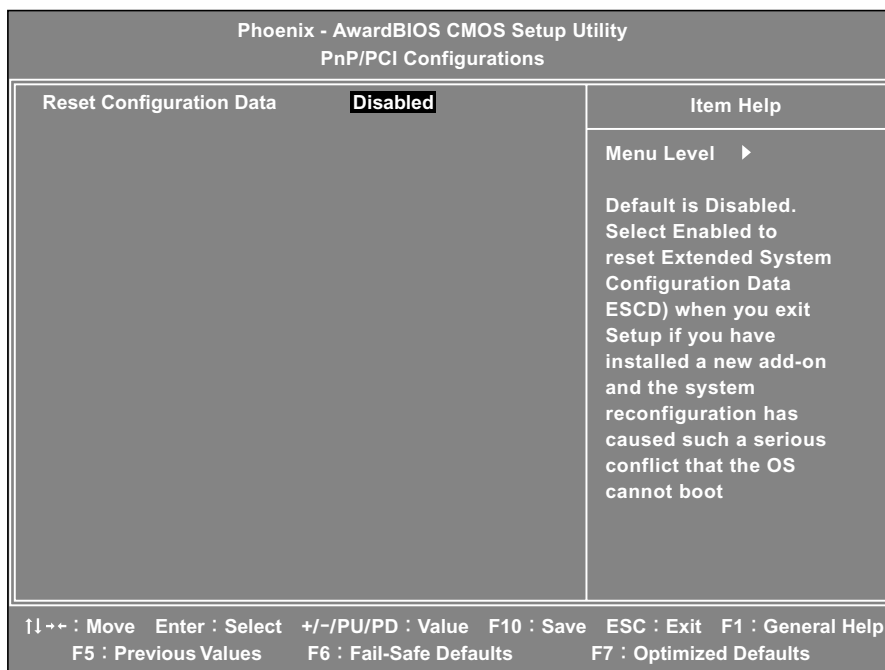 Phoenix - AwardBIOS CMOS Setup Utility
PnP/PCI Configurations
Reset Configuration Data Disabled
Item Help
Menu Level ▶
Default is Disabled.
Select Enabled to
reset Extended System
Configuration Data
ESCD) when you exit
Setup if you have
installed a new add-on
and the system
reconfiguration has
caused such a serious
conflict that the OS
cannot boot
↑↓→←：Move Enter：Select +/-/PU/PD：Value F10：Save ESC：Exit F1：General Help
F5：Previous Values F6：Fail-Safe Defaults F7：Optimized Defaults